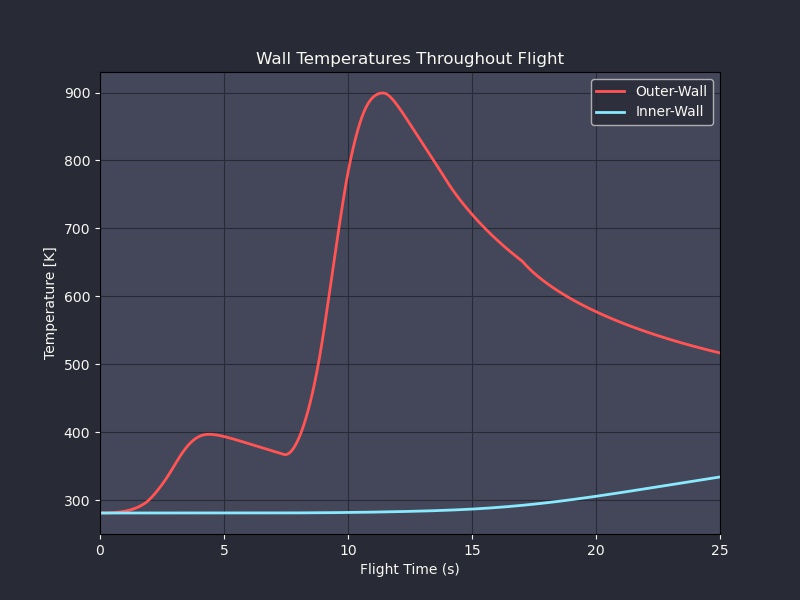 Wall Temperatures Throughout Flight
Outer-Wall
Inner-Wall
Temperature [K]
900
800
700
600
500
400
300
0 5 10 15 20 25
Flight Time (s)